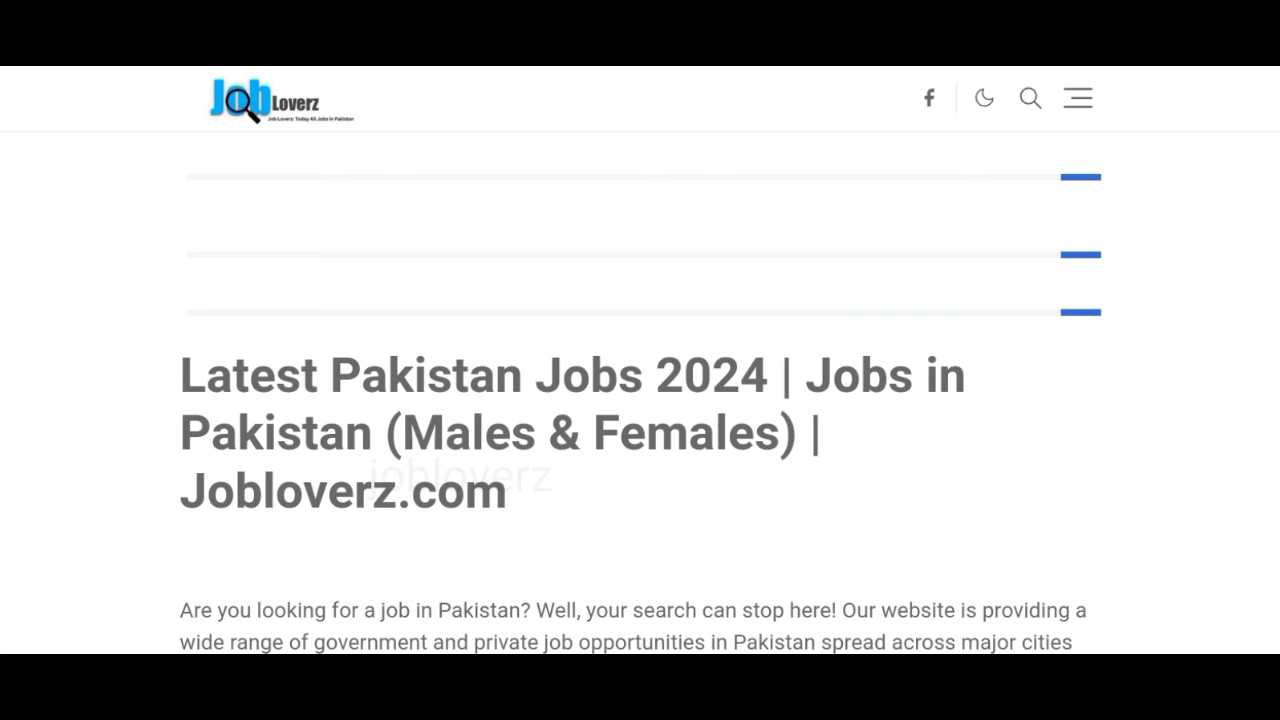 Job Loverz
Job Loverz: Today All Jobs in Pakistan
Latest Pakistan Jobs 2024 | Jobs in
Pakistan (Males & Females) |
Jobloverz.com
jobloverz
Are you looking for a job in Pakistan? Well, your search can stop here! Our website is providing a
wide range of government and private job opportunities in Pakistan spread across major cities